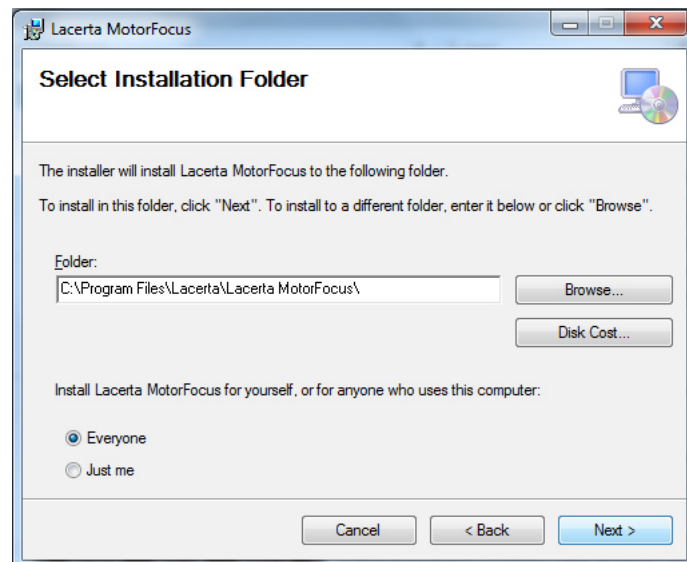 Lacerta MotorFocus
Select Installation Folder
The installer will install Lacerta MotorFocus to the following folder.
To install in this folder, click "Next". To install to a different folder, enter it below or click "Browse".
Folder:
C:\Program Files\Lacerta\Lacerta MotorFocus\
Browse...
Disk Cost...
Install Lacerta MotorFocus for yourself, or for anyone who uses this computer:
Everyone
Just me
Cancel
< Back
Next >